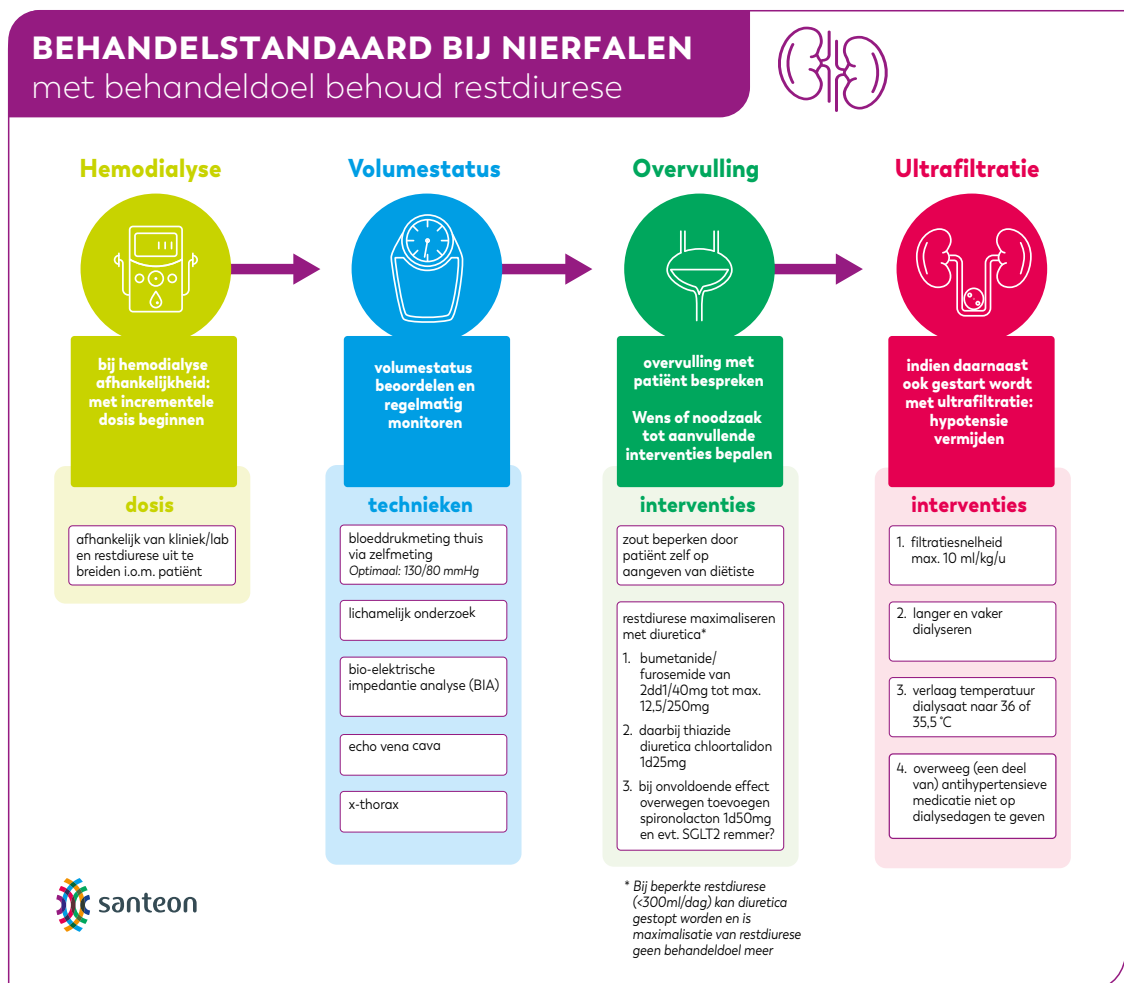 BEHANDELSTANDAARD BIJ NIERFALEN
met behandeldoel behoud restdiurese
Hemodialyse
bij hemodialyse
afhankelijkheid:
met incrementele
dosis beginnen
dosis
afhankelijk van kliniek/lab
en restdiurese uit te
breiden i.o.m. patiënt
Volumestatus
volumestatus
beoordelen en
regelmatig
monitoren
technieken
bloeddrukmeting thuis
via zelfmeting
Optimaal: 130/80 mmHg
lichamelijk onderzoek
bio-elektrische
impedantie analyse (BIA)
echo vena cava
x-thorax
Overvulling
overvulling met
patiënt bespreken
Wens of noodzaak
tot aanvullende
interventies bepalen
interventies
zout beperken door
patiënt zelf op
aangeven van diëtiste
restdiurese maximaliseren
met diuretica*
1. bumetanide/
furosemide van
2dd1/40mg tot max.
12,5/250mg
2. daarbij thiazide
diuretica chloortalidon
1d25mg
3. bij onvoldoende effect
overwegen toevoegen
spironolacton 1d50mg
en evt. SGLT2 remmer?
* Bij beperkte restdiurese
(<300ml/dag) kan diuretica
gestopt worden en is
maximalisatie van restdiurese
geen behandeldoel meer
Ultrafiltratie
indien daarnaast
ook gestart wordt
met ultrafiltratie:
hypotensie
vermijden
interventies
1. filtratiesnelheid
max. 10 ml/kg/u
2. langer en vaker
dialyseren
3. verlaag temperatuur
dialysaat naar 36 of
35,5 °C
4. overweeg (een deel
van) antihypertensieve
medicatie niet op
dialysedagen te geven
santeon